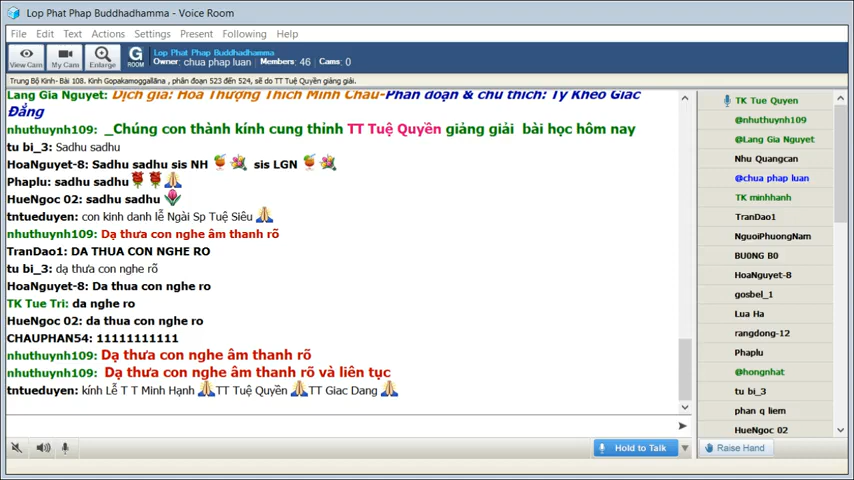 Lop Phat Phap Buddhadhamma - Voice Room
File Edit Text Actions Settings Present Following Help
View Cam My Cam Enlarge G ROOM
Lop Phat Phap Buddhadhamma
Owner: chua phap luan Members: 46 Cams: 0
Trung Bộ Kinh- Bài 108. Kinh Gopakamoggallāna , phân đoạn 523 đến 524, sẽ do TT Tuệ Quyền giảng giải.
Lang Gia Nguyet: Dịch giả: Hòa Thượng Thích Minh Châu-Phân đoạn & chú thích: Tỳ Kheo Giác
Đẳng
nhuthuynh109: _Chúng con thành kính cung thỉnh TT Tuệ Quyền giảng giải bài học hôm nay
tu bi_3: Sadhu sadhu
HoaNguyet-8: Sadhu sadhu sis NH sis LGN
Phaplu: sadhu sadhu
HueNgoc 02: sadhu sadhu
tntueduyen: con kinh danh lễ Ngài Sp Tuệ Siêu
nhuthuynh109: Dạ thưa con nghe âm thanh rõ
TranDao1: DA THUA CON NGHE RO
tu bi_3: dạ thưa con nghe rõ
HoaNguyet-8: Da thua con nghe ro
TK Tue Tri: da nghe ro
HueNgoc 02: da thua con nghe ro
CHAUPHAN54: 11111111111
nhuthuynh109: Dạ thưa con nghe âm thanh rõ
nhuthuynh109: Dạ thưa con nghe âm thanh rõ và liên tục
tntueduyen: kính Lễ T T Minh Hạnh TT Tuệ Quyền TT Giac Dang
Hold to Talk
TK Tue Quyen
@nhuthuynh109
@Lang Gia Nguyet
Nhu Quangcan
@chua phap luan
TK minhhanh
TranDao1
NguoiPhuongNam
BUONG BO
HoaNguyet-8
gosbel_1
Lua Ha
rangdong-12
Phaplu
@hongnhat
tu bi_3
phan q liem
HueNgoc 02
Raise Hand